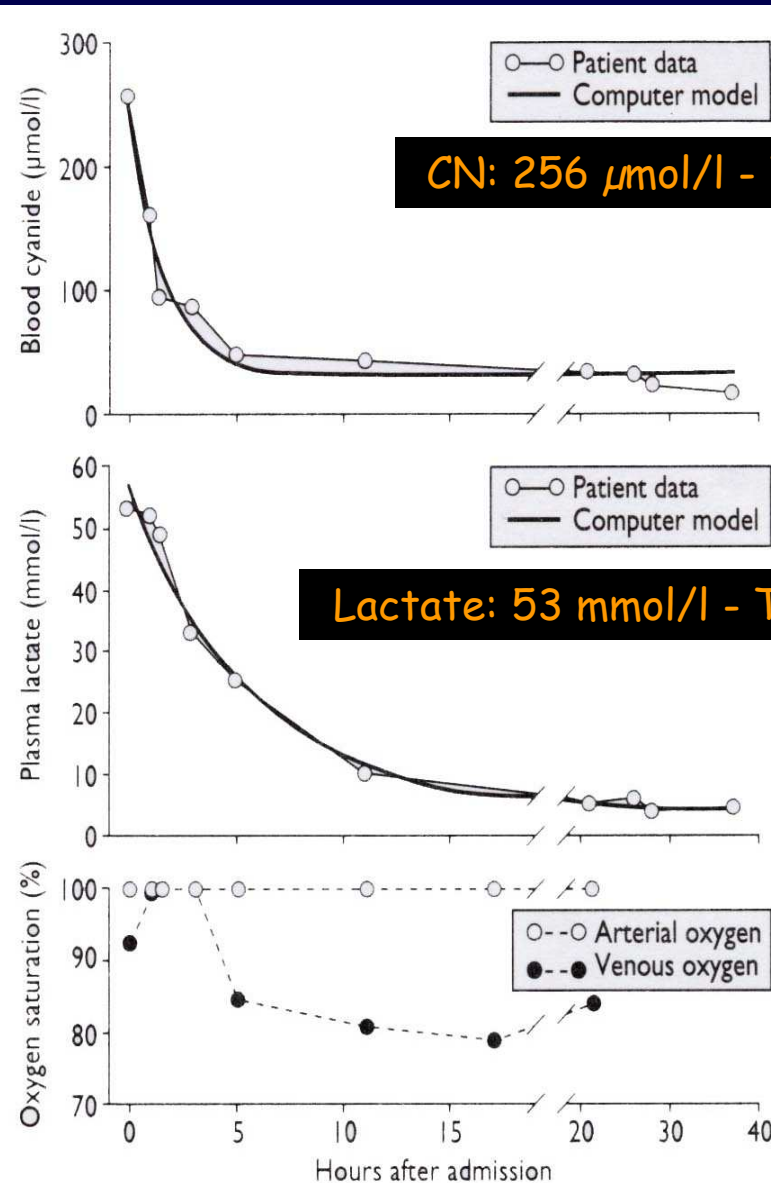 300
200
100
0
Blood cyanide (µmol/l)
Patient data
Computer model
CN: 256 µmol/l -
60
50
40
30
20
10
0
Plasma lactate (mmol/l)
Patient data
Computer model
Lactate: 53 mmol/l - T
100
90
80
70
Oxygen saturation (%)
Arterial oxygen
Venous oxygen
0 5 10 15 20 30 40
Hours after admission